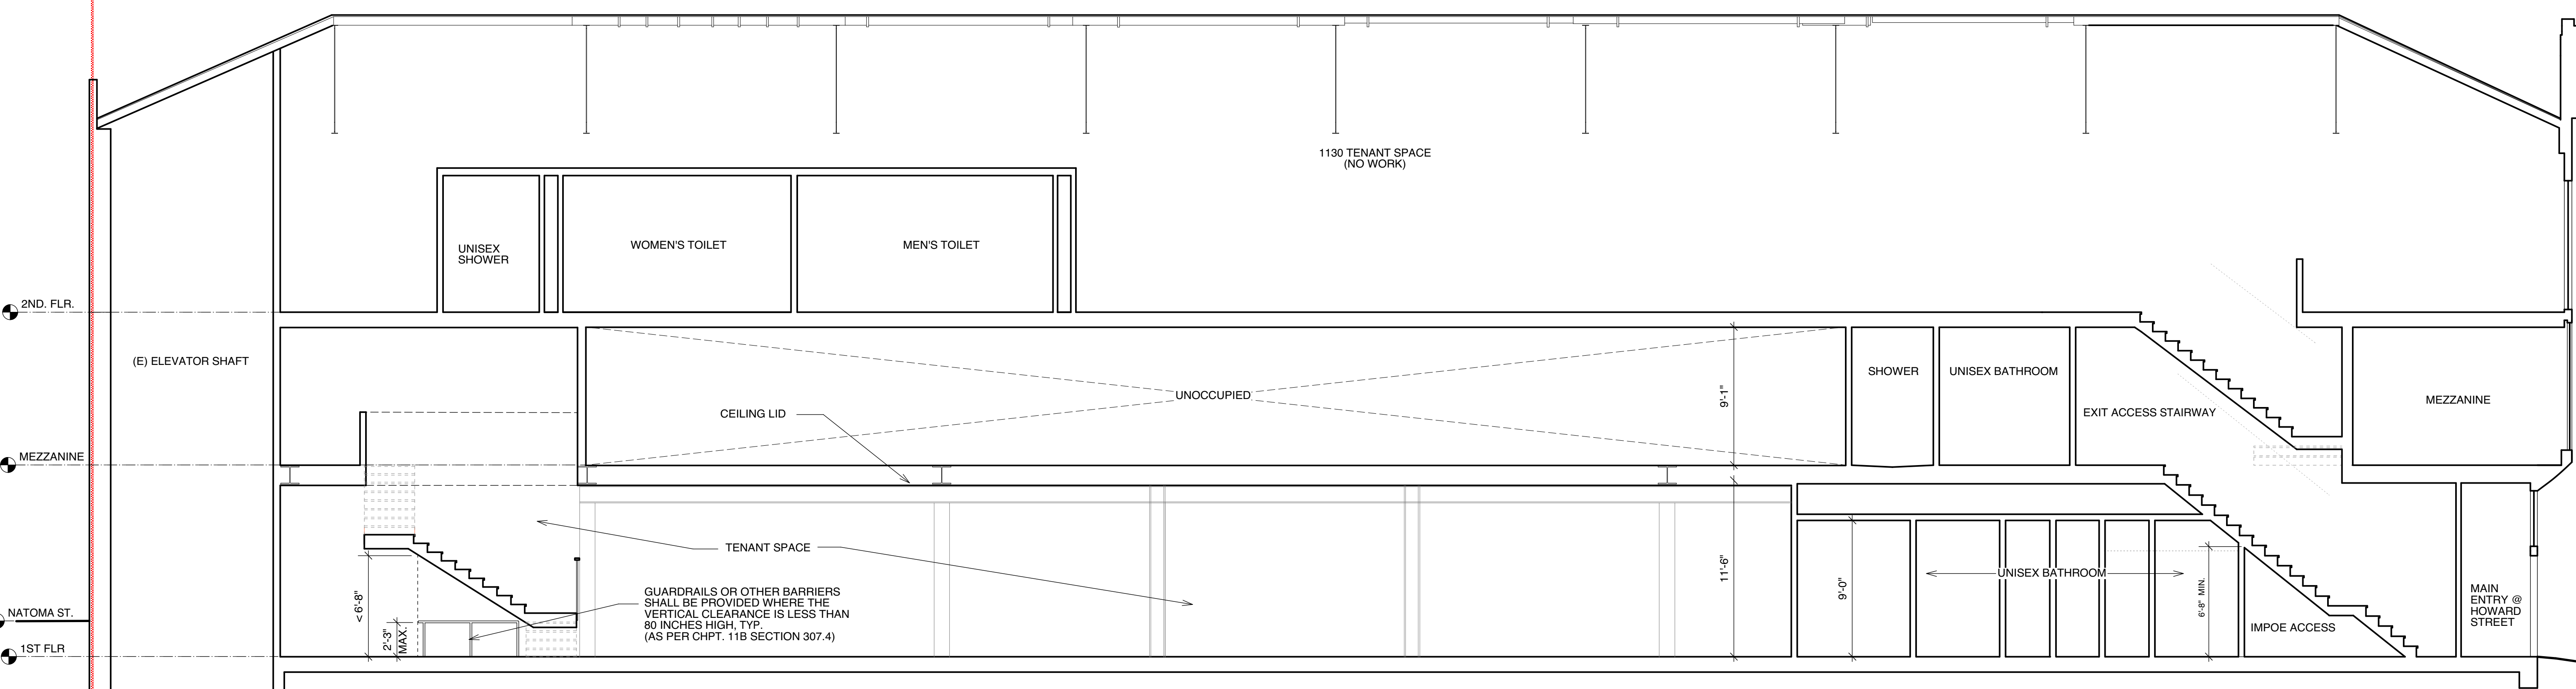 1130 TENANT SPACE
(NO WORK)
UNISEX
SHOWER
WOMEN'S TOILET
MEN'S TOILET
2ND. FLR.
(E) ELEVATOR SHAFT
UNOCCUPIED
9'-1"
SHOWER
UNISEX BATHROOM
EXIT ACCESS STAIRWAY
MEZZANINE
CEILING LID
MEZZANINE
TENANT SPACE
11'-6"
9'-0"
UNISEX BATHROOM
6'-8" MIN.
< 6'-8"
GUARDRAILS OR OTHER BARRIERS
SHALL BE PROVIDED WHERE THE
VERTICAL CLEARANCE IS LESS THAN
80 INCHES HIGH, TYP.
(AS PER CHPT. 11B SECTION 307.4)
2'-3"
MAX.
NATOMA ST.
1ST FLR
IMPOE ACCESS
MAIN
ENTRY @
HOWARD
STREET